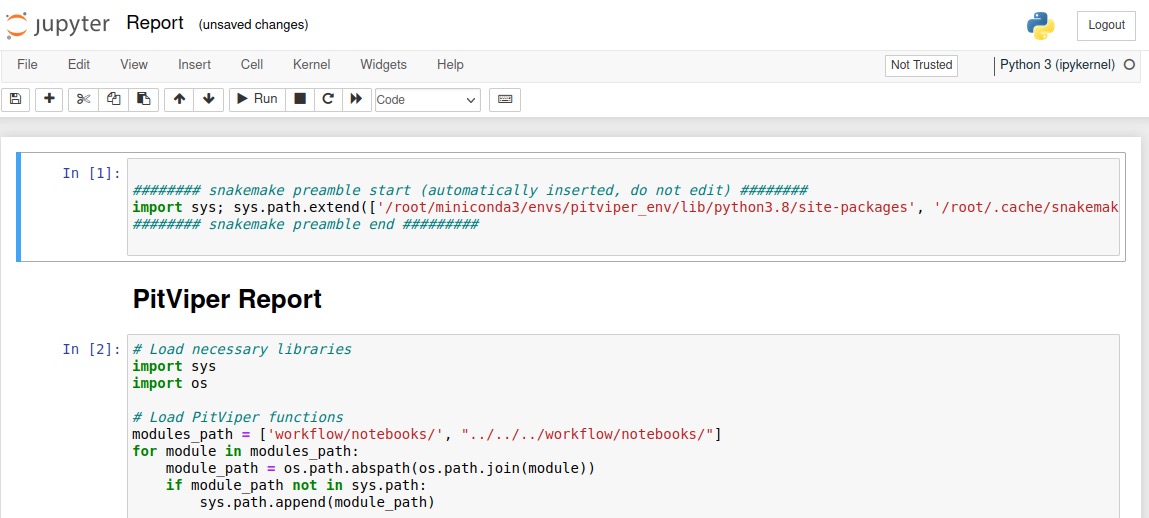 jupyter Report (unsaved changes) Logout
File Edit View Insert Cell Kernel Widgets Help Not Trusted Python 3 (ipykernel)
Run Code
In [1]:
######## snakemake preamble start (automatically inserted, do not edit) ########
import sys; sys.path.extend(['/root/miniconda3/envs/pitviper_env/lib/python3.8/site-packages', '/root/.cache/snakemak
######## snakemake preamble end #########
PitViper Report
In [2]: # Load necessary libraries
import sys
import os
# Load PitViper functions
modules_path = ['workflow/notebooks/', "../../../workflow/notebooks/"]
for module in modules_path:
    module_path = os.path.abspath(os.path.join(module))
    if module_path not in sys.path:
        sys.path.append(module_path)